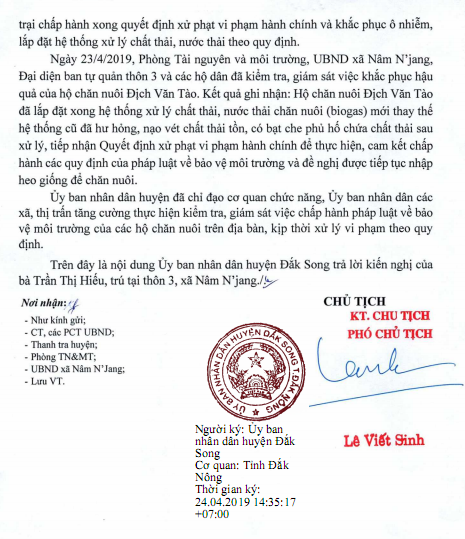 trại chấp hành xong quyết định xử phạt vi phạm hành chính và khắc phục ô nhiễm,
lắp đặt hệ thống xử lý chất thải, nước thải theo quy định.
Ngày 23/4/2019, Phòng Tài nguyên và môi trường, UBND xã Nâm N’jang,
Đại diện ban tự quản thôn 3 và các hộ dân đã kiểm tra, giám sát việc khắc phục hậu
quả của hộ chăn nuôi Địch Văn Tào. Kết quả ghi nhận: Hộ chăn nuôi Địch Văn Tào
đã lắp đặt xong hệ thống xử lý chất thải, nước thải chăn nuôi (biogas) mới thay thế
hệ thống cũ đã hư hỏng, nạo vét chất thải tồn, có bạt che phủ hố chứa chất thải sau
xử lý, tiếp nhận Quyết định xử phạt vi phạm hành chính để thực hiện, cam kết chấp
hành các quy định của pháp luật về bảo vệ môi trường và đề nghị được tiếp tục nhập
heo giống để chăn nuôi.
Ủy ban nhân dân huyện đã chỉ đạo cơ quan chức năng, Ủy ban nhân dân các
xã, thị trấn tăng cường thực hiện kiểm tra, giám sát việc chấp hành pháp luật về bảo
vệ môi trường của các hộ chăn nuôi trên địa bàn, kịp thời xử lý vi phạm theo quy
định.
Trên đây là nội dung Ủy ban nhân dân huyện Đắk Song trả lời kiến nghị của
bà Trần Thị Hiếu, trú tại thôn 3, xã Nâm N’jang./.
Nơi nhận:
- Như kính gửi;
- CT, các PCT UBND;
- Thanh tra huyện;
- Phòng TN&MT;
- UBND xã Nâm N’Jang;
- Lưu VT.
CHỦ TỊCH
KT. CHỦ TỊCH
PHÓ CHỦ TỊCH
ỦY BAN NHÂN DÂN HUYỆN ĐẮK SONG T.ĐẮK NÔNG
Lê Viết Sinh
Người ký: Ủy ban
nhân dân huyện Đắk
Song
Cơ quan: Tỉnh Đắk
Nông
Thời gian ký:
24.04.2019 14:35:17
+07:00